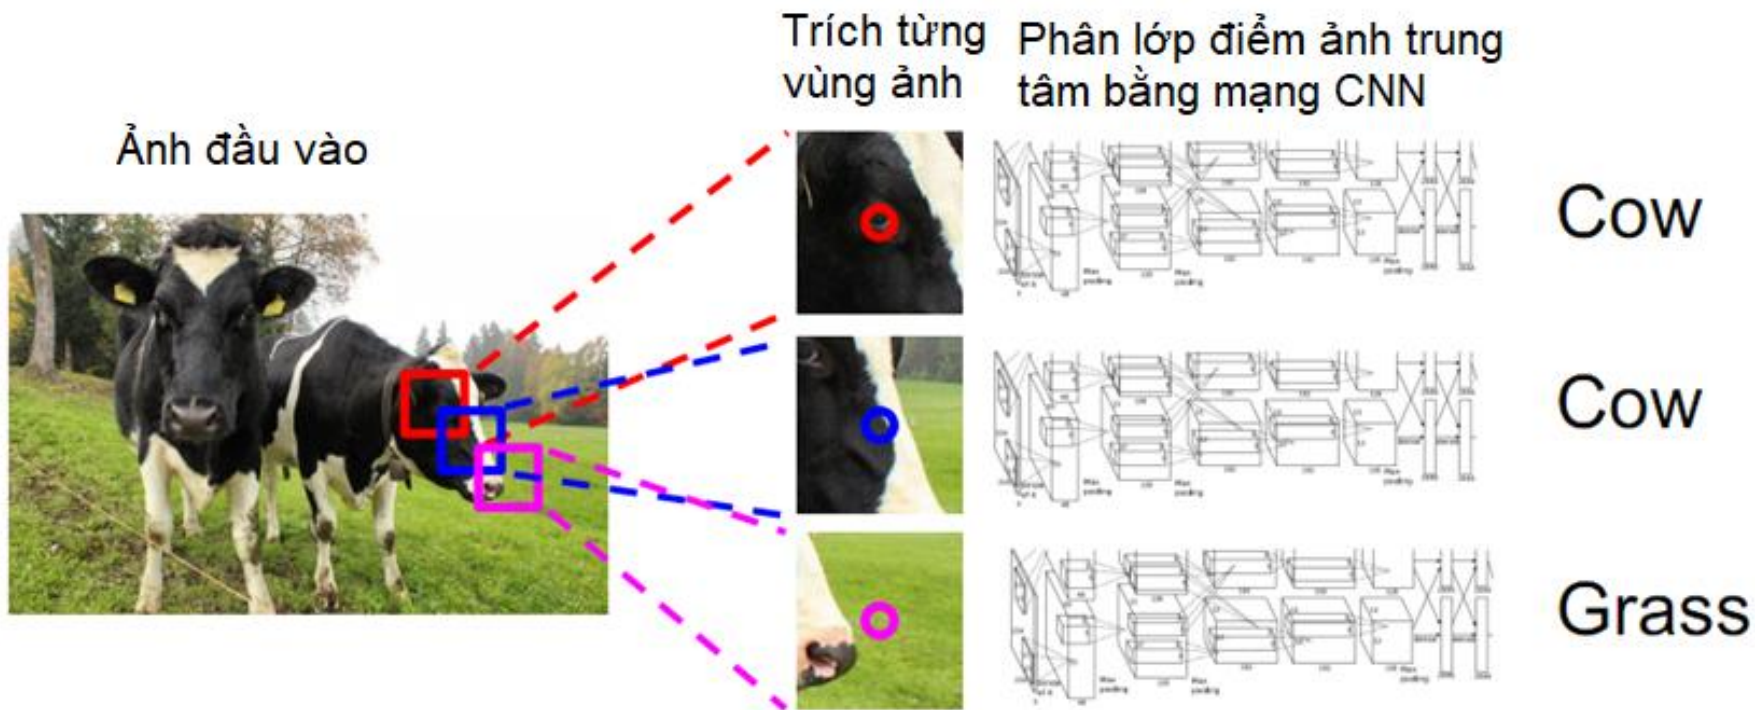 Trích từng
vùng ảnh
Phân lớp điểm ảnh trung
tâm bằng mạng CNN
Ảnh đầu vào
Cow
Cow
Grass